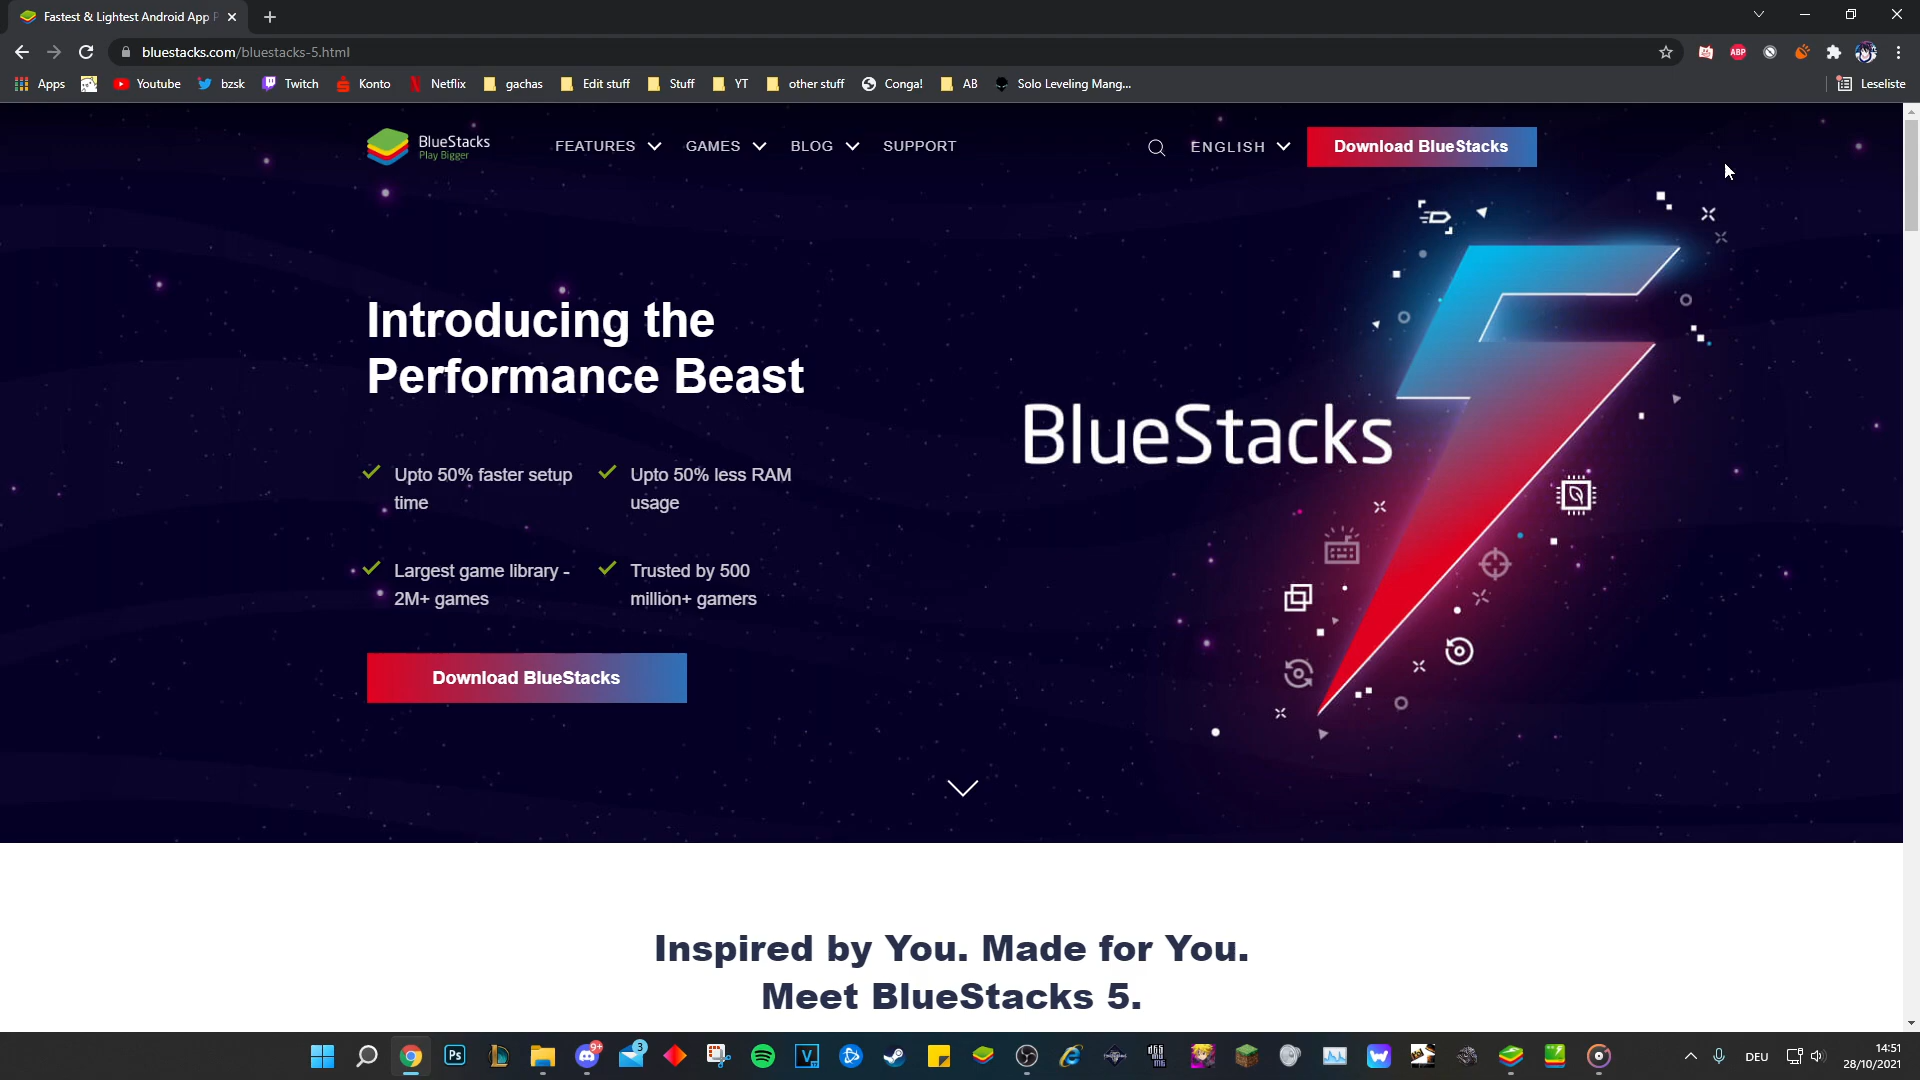 Fastest & Lightest Android App P
bluestacks.com/bluestacks-5.html
ABP
Apps
Youtube
bzsk
Twitch
Konto
Netflix
gachas
Edit stuff
Stuff
YT
other stuff
Conga!
AB
Solo Leveling Mang...
Leseliste
BlueStacks
Play Bigger
FEATURES
GAMES
BLOG
SUPPORT
ENGLISH
Download BlueStacks
Introducing the
Performance Beast
BlueStacks
Upto 50% faster setup
time
Upto 50% less RAM
usage
Largest game library -
2M+ games
Trusted by 500
million+ gamers
Download BlueStacks
Inspired by You. Made for You.
Meet BlueStacks 5.
Ps
9+
3
V
DEU
14:51
28/10/2021